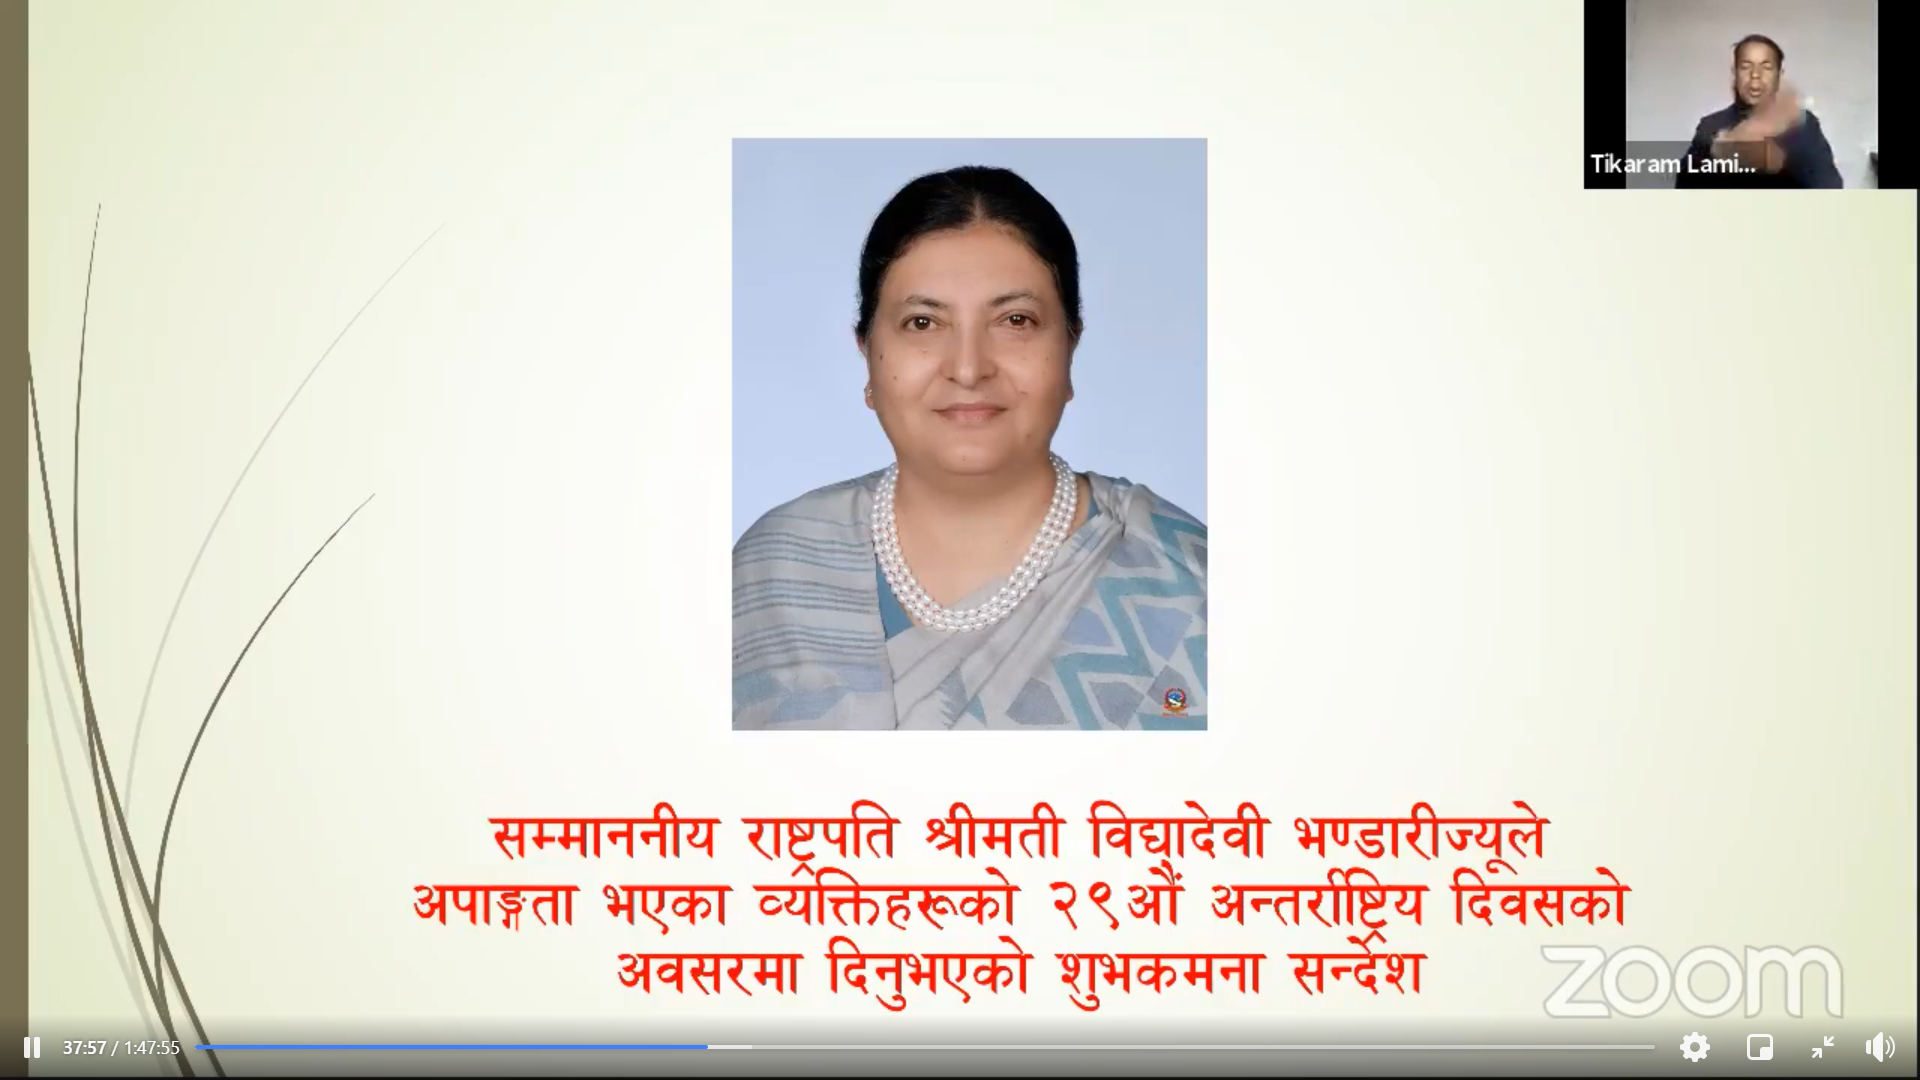 Tikaram Lami...
सम्माननीय राष्ट्रपति श्रीमती विद्यादेवी भण्डारीज्यूले
अपाङ्गता भएका व्यक्तिहरूको २९औं अन्तर्राष्ट्रिय दिवसको
अवसरमा दिनुभएको शुभकमना सन्देश
zoom
37:57 / 1:47:55